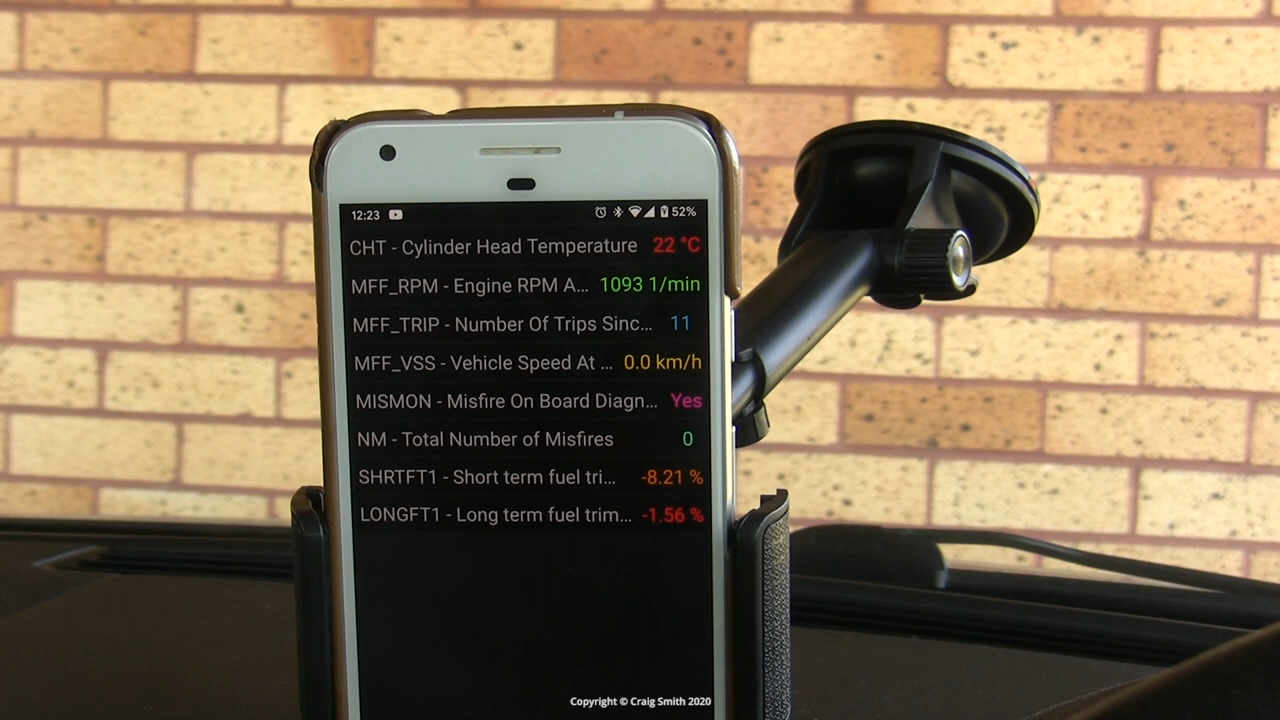 12:23 52%
CHT - Cylinder Head Temperature 22 °C
MFF_RPM - Engine RPM A... 1093 1/min
MFF_TRIP - Number Of Trips Sinc... 11
MFF_VSS - Vehicle Speed At ... 0.0 km/h
MISMON - Misfire On Board Diagn... Yes
NM - Total Number of Misfires 0
SHRTFT1 - Short term fuel tri... -8.21 %
LONGFT1 - Long term fuel trim... -1.56 %
Copyright © Craig Smith 2020